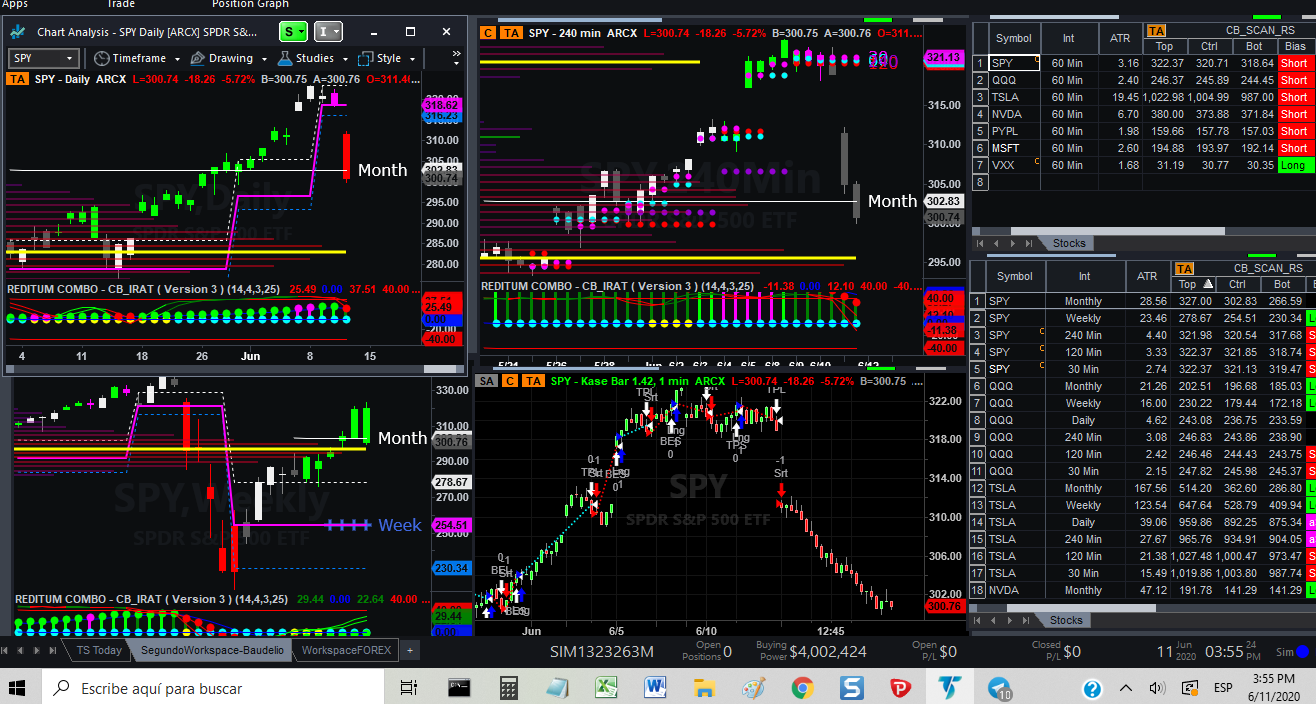 Apps Trade Position Graph
Chart Analysis - SPY Daily [ARCX] SPDR S&...
S
I
SPY Timeframe Drawing Studies Style
TA SPY - Daily ARCX L=300.74 -18.26 -5.72% B=300.75 A=300.76 O=311.4
318.62
316.23
310.00
305.00
302.83
300.74
295.00
290.00
285.00
280.00
Month
SPY,Daily
SPDR S&P 500 ETF
REDITUM COMBO - CB_IRAT ( Version 3 ) (14,4,3,25) 25.49 0.00 37.51 40.00 ...
25.49
0.00
-40.00
4 11 18 26 Jun 8 15
C TA SPY - 240 min ARCX L=300.74 -18.26 -5.72% B=300.75 A=300.76 O=311....
321.13
315.00
310.00
305.00
302.83
300.74
295.00
Month
SPY,240Min
SPDR S&P 500 ETF
REDITUM COMBO - CB_IRAT ( Version 3 ) (14,4,3,25) -11.38 0.00 12.10 40.00 -40....
40.00
-11.38
-40.00
330.00
300.76
290.00
278.67
270.00
254.51
250.00
230.34
Month
Week
SPY,Weekly
SPDR S&P 500 ETF
REDITUM COMBO - CB_IRAT ( Version 3 ) (14,4,3,25) 29.44 0.00 22.64 40.00 ...
29.44
0.00
SA C TA SPY - Kase Bar 1.42, 1 min ARCX L=300.74 -18.26 -5.72% B=300.75 ...
322.00
318.00
314.00
310.00
306.00
302.00
300.76
SPY
SPDR S&P 500 ETF
TPL
Srt
Lng
BES
0
TPS
-1
Srt
Jun 6/5 6/10 12:45
Symbol Int ATR TA CB_SCAN_RS
Top Ctrl Bot Bias
1 SPY 60 Min 3.16 322.37 320.71 318.64 Short
2 QQQ 60 Min 2.40 246.37 245.89 244.45 Short
3 TSLA 60 Min 19.45 1,022.98 1,004.99 987.00 Short
4 NVDA 60 Min 6.70 380.00 373.88 371.84 Short
5 PYPL 60 Min 1.98 159.66 157.78 157.03 Short
6 MSFT 60 Min 2.60 194.88 193.97 192.14 Short
7 VXX 60 Min 1.68 31.19 30.77 30.35 Long
8
Stocks
Symbol Int ATR TA CB_SCAN_RS
Top Ctrl Bot
1 SPY Monthly 28.56 327.00 302.83 266.59
2 SPY Weekly 23.46 278.67 254.51 230.34 L
3 SPY 240 Min 4.40 321.98 320.54 317.68 S
4 SPY 120 Min 3.33 322.37 321.85 318.74 S
5 SPY 30 Min 2.74 322.37 321.13 319.47 S
6 QQQ Monthly 21.26 202.51 196.68 185.03 L
7 QQQ Weekly 16.00 230.22 179.44 172.18 L
8 QQQ Daily 4.62 243.08 236.75 233.59
9 QQQ 240 Min 3.08 246.83 243.86 238.90
10 QQQ 120 Min 2.42 246.46 244.43 243.75 S
11 QQQ 30 Min 2.15 247.82 245.98 245.37 S
12 TSLA Monthly 167.56 514.20 362.60 286.80 L
13 TSLA Weekly 123.54 647.64 528.79 409.94 L
14 TSLA Daily 39.06 959.86 892.25 875.34 a
15 TSLA 240 Min 27.67 965.76 934.91 904.05 a
16 TSLA 120 Min 21.38 1,027.48 1,000.47 973.47 S
17 TSLA 30 Min 15.49 1,019.86 1,003.80 987.74 S
18 NVDA Monthly 47.12 191.78 141.29 141.29 L
Stocks
TS Today SegundoWorkspace-Baudelio WorkspaceFOREX +
SIM1323263M Open Positions 0 Buying Power $4,002,424 Open P/L $0 Closed P/L $0 11 Jun 2020 03:55 24 PM Sim
Escribe aquí para buscar
10
ESP
3:55 PM
6/11/2020